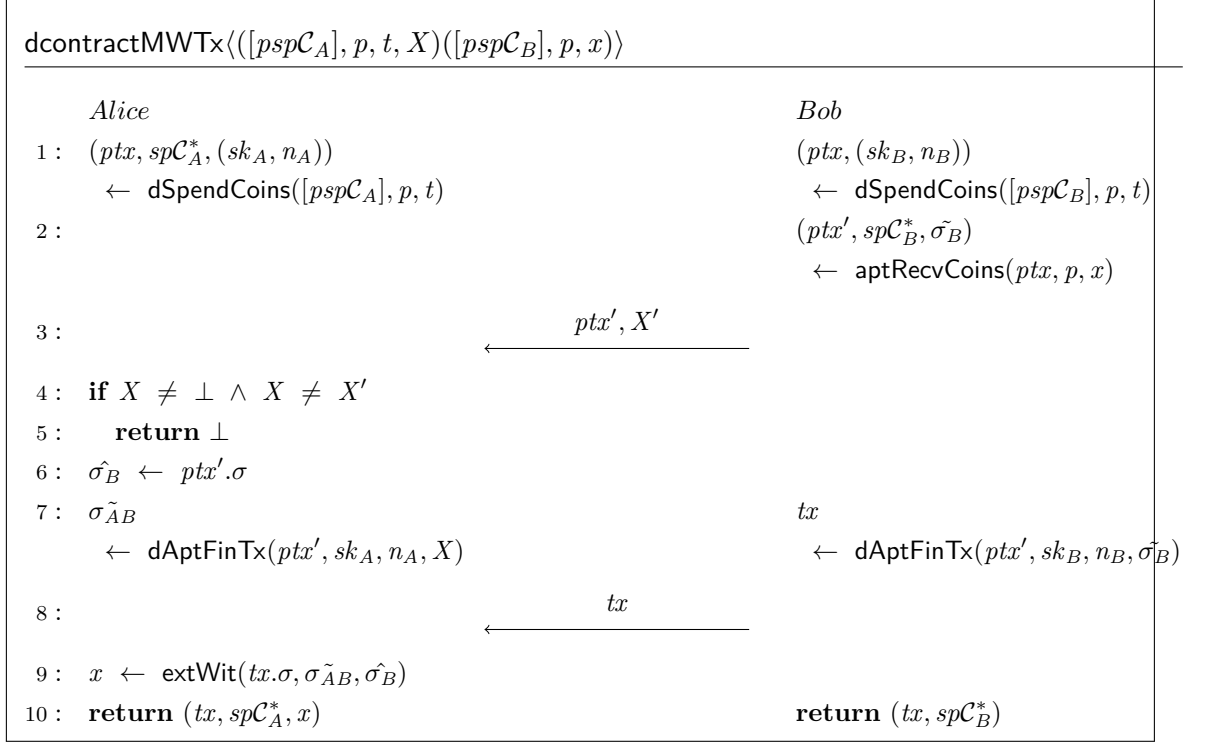 dcontractMWTx⟨([pspC_A], p, t, X)([pspC_B], p, x)⟩
Alice Bob
1 : (ptx, spC*_A, (sk_A, n_A)) (ptx, (sk_B, n_B))
← dSpendCoins([pspC_A], p, t) ← dSpendCoins([pspC_B], p, t)
2 : (ptx′, spC*_B, σ̃_B)
← aptRecvCoins(ptx, p, x)
3 : ptx′, X′
4 : if X ≠ ⊥ ∧ X ≠ X′
5 : return ⊥
6 : σ̂_B ← ptx′.σ
7 : σ̃_AB tx
← dAptFinTx(ptx′, sk_A, n_A, X) ← dAptFinTx(ptx′, sk_B, n_B, σ̃_B)
8 : tx
9 : x ← extWit(tx.σ, σ̃_AB, σ̂_B)
10 : return (tx, spC*_A, x) return (tx, spC*_B)